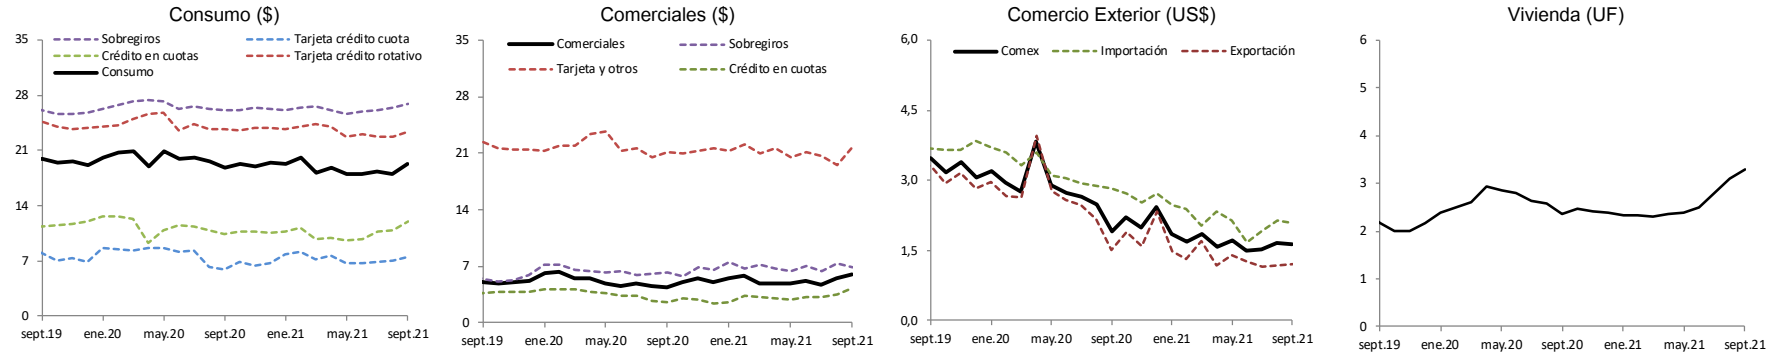 Consumo ($)
Sobregiros
Tarjeta crédito cuota
Crédito en cuotas
Tarjeta crédito rotativo
Consumo
35
28
21
14
7
0
sept.19 ene.20 may.20 sept.20 ene.21 may.21 sept.21
Comerciales ($)
Comerciales
Sobregiros
Tarjeta y otros
Crédito en cuotas
35
28
21
14
7
0
sept.19 ene.20 may.20 sept.20 ene.21 may.21 sept.21
Comercio Exterior (US$)
Comex Importación Exportación
6,0
4,5
3,0
1,5
0,0
sept.19 ene.20 may.20 sept.20 ene.21 may.21 sept.21
Vivienda (UF)
6
5
4
3
2
1
0
sept.19 ene.20 may.20 sept.20 ene.21 may.21 sept.21